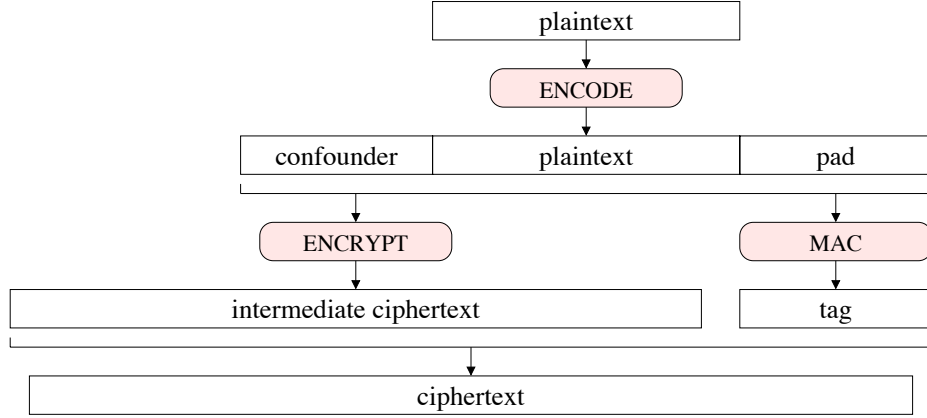 plaintext
ENCODE
confounder plaintext pad
ENCRYPT MAC
intermediate ciphertext tag
ciphertext